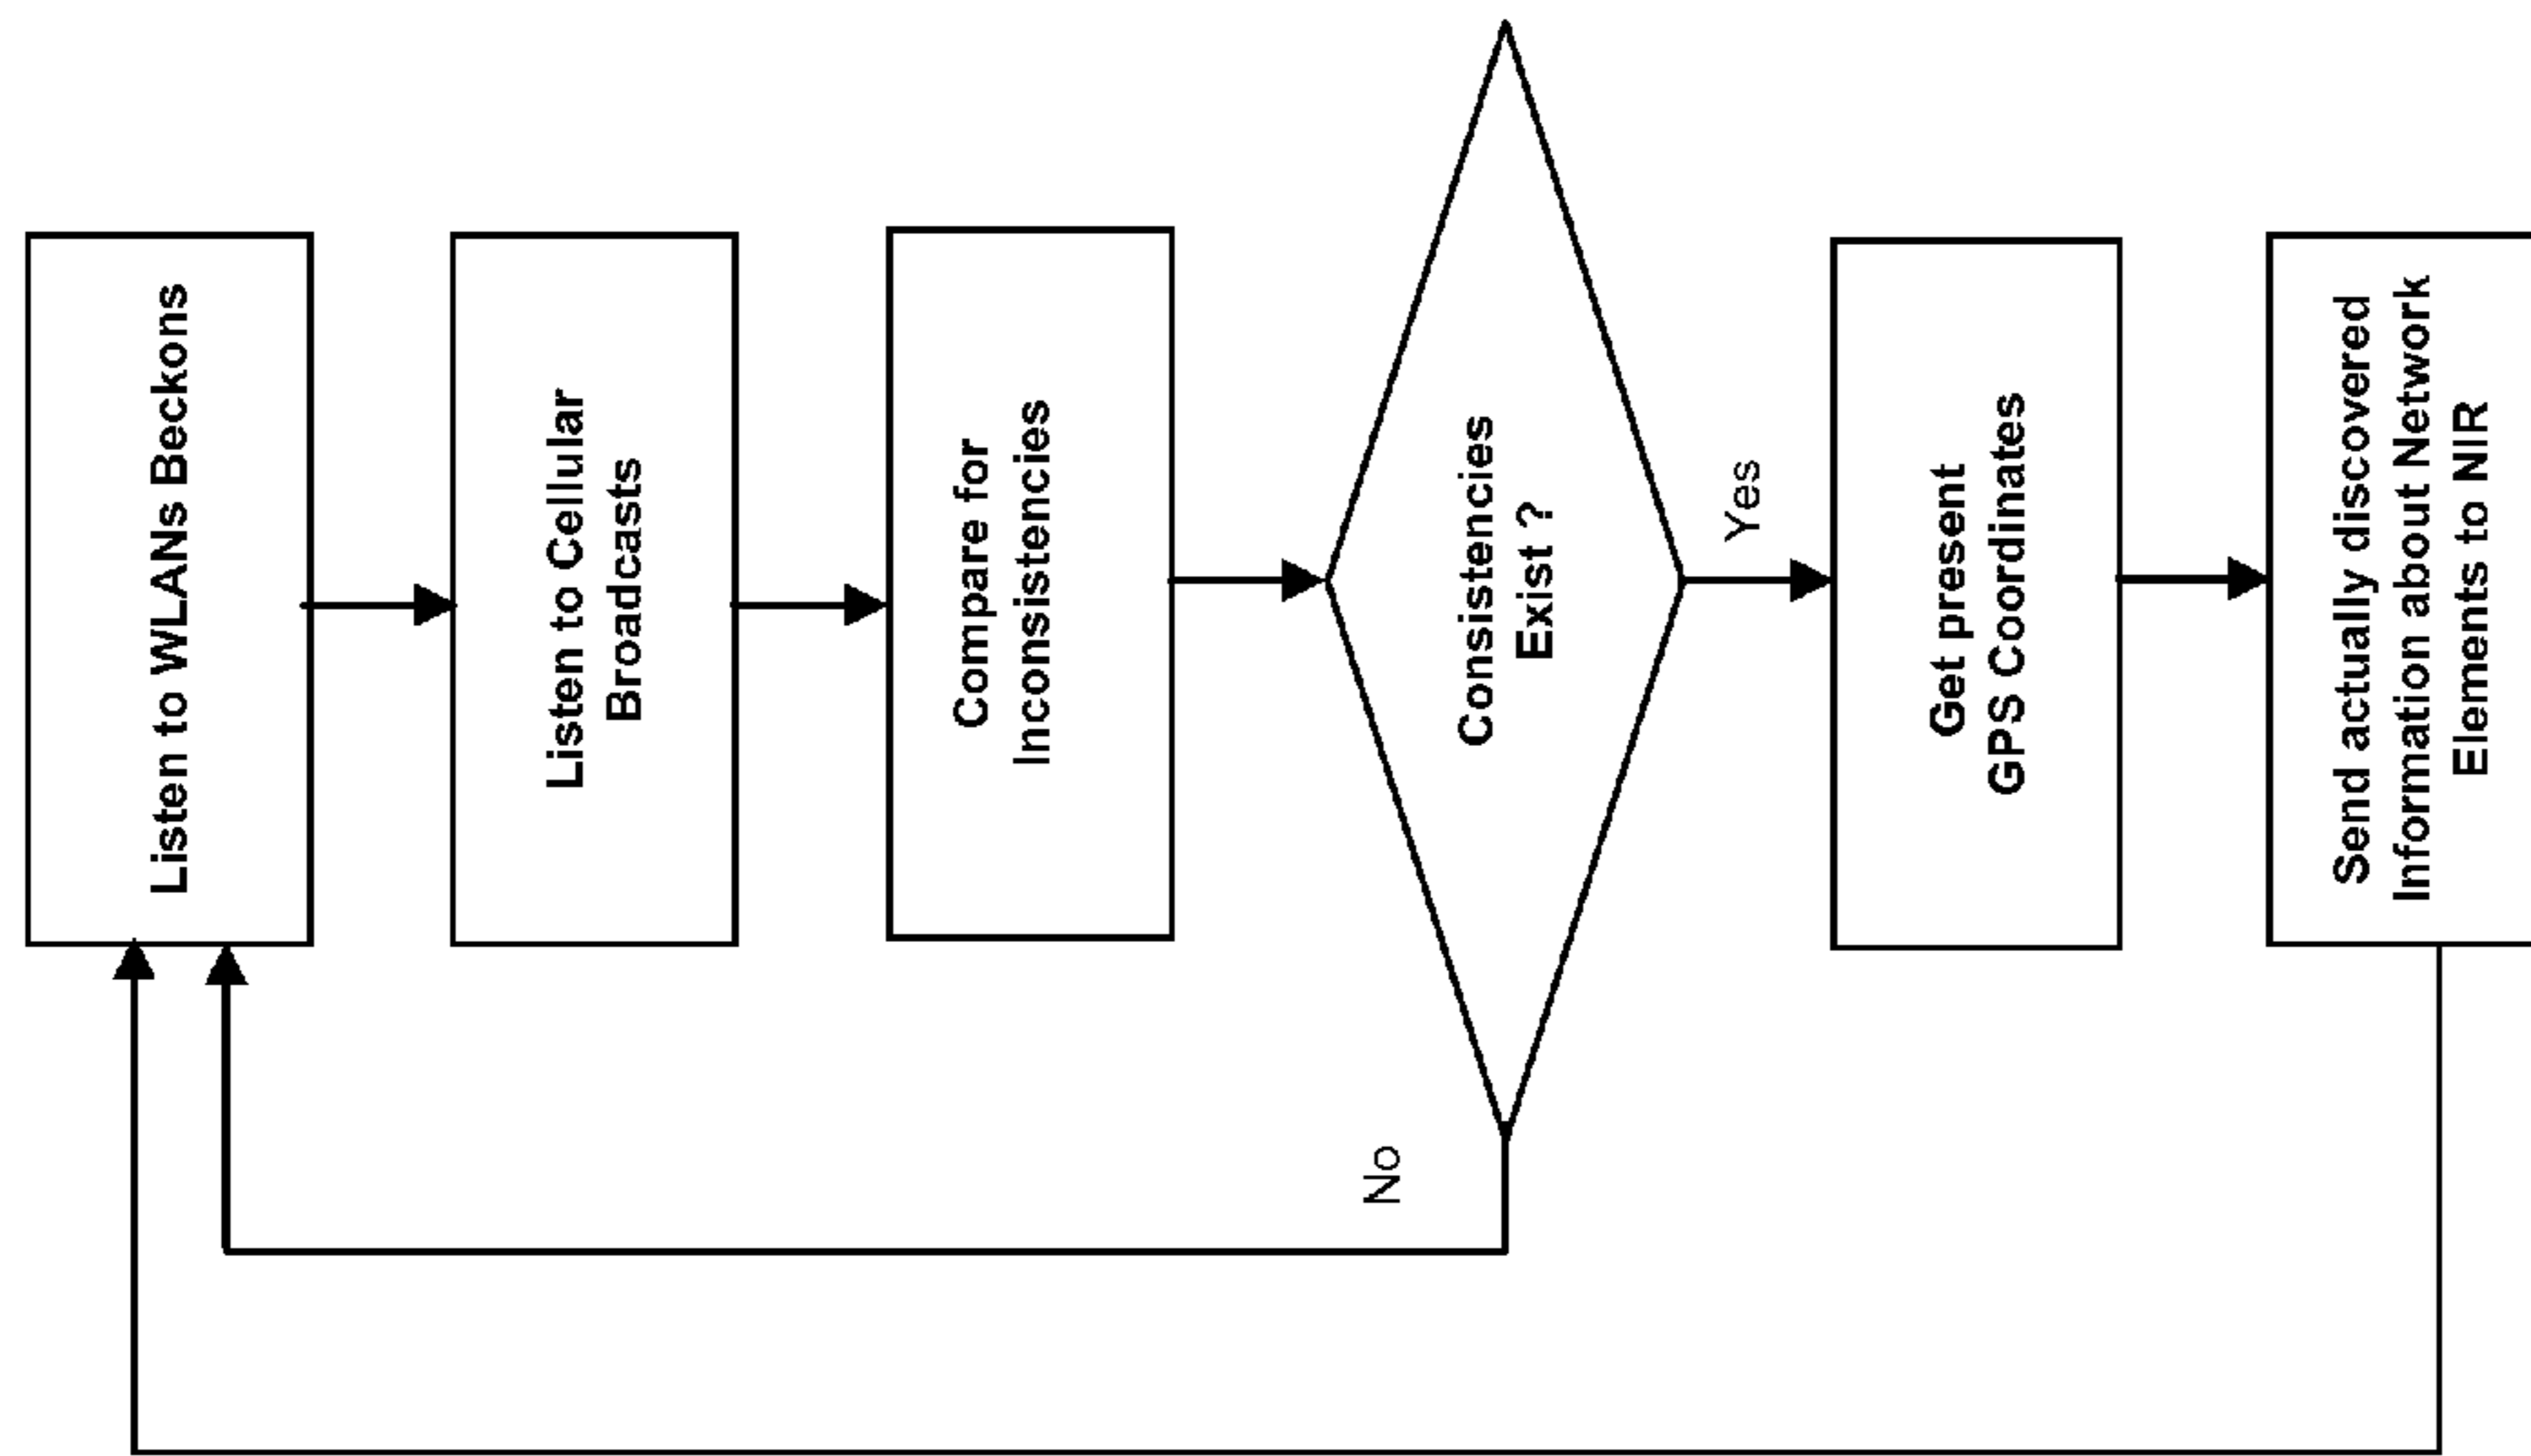 Listen to WLANs Beckons
Listen to Cellular
Broadcasts
Compare for
Inconsistencies
Consistencies
Exist ?
No
Yes
Get present
GPS Coordinates
Send actually discovered
Information about Network
Elements to NIR